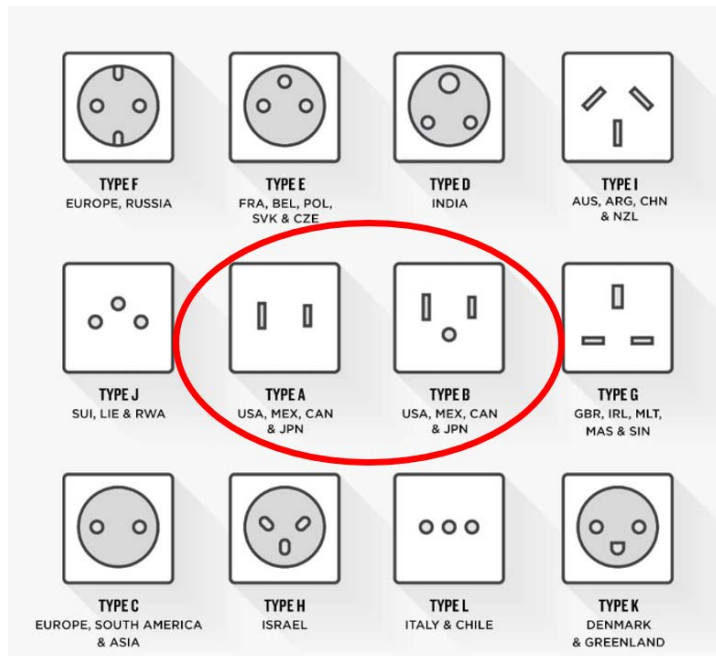 TYPE F
EUROPE, RUSSIA
TYPE E
FRA, BEL, POL,
SVK & CZE
TYPE D
INDIA
TYPE I
AUS, ARG, CHN
& NZL
TYPE J
SUI, LIE & RWA
TYPE A
USA, MEX, CAN
& JPN
TYPE B
USA, MEX, CAN
& JPN
TYPE G
GBR, IRL, MLT,
MAS & SIN
TYPE C
EUROPE, SOUTH AMERICA
& ASIA
TYPE H
ISRAEL
TYPE L
ITALY & CHILE
TYPE K
DENMARK
& GREENLAND